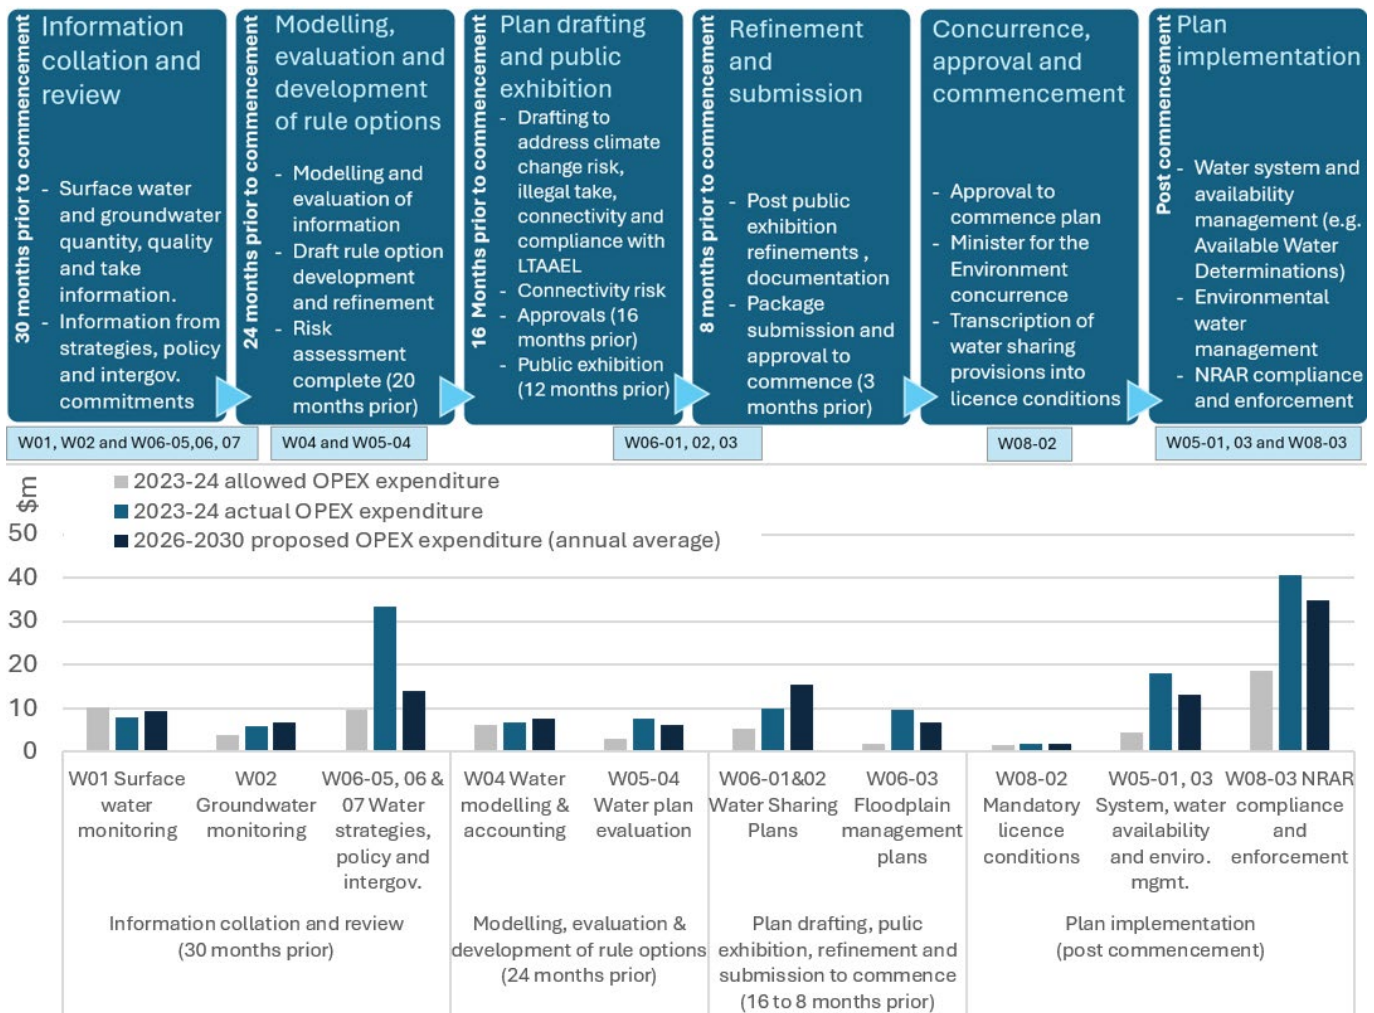 30 months prior to commencement
Information
collation and
review
- Surface water
and groundwater
quantity, quality
and take
information.
- Information from
strategies, policy
and intergov.
commitments
24 months prior to commencement
Modelling,
evaluation and
development
of rule options
- Modelling and
evaluation of
information
- Draft rule option
development
and refinement
- Risk
assessment
complete (20
months prior)
16 Months prior to commencement
Plan drafting
and public
exhibition
- Drafting to
address climate
change risk,
illegal take,
connectivity and
compliance with
LTAAEL
- Connectivity risk
- Approvals (16
months prior)
- Public exhibition
(12 months prior)
8 months prior to commencement
Refinement
and
submission
- Post public
exhibition
refinements ,
documentation
- Package
submission and
approval to
commence (3
months prior)
Concurrence,
approval and
commencement
- Approval to
commence plan
- Minister for the
Environment
concurrence
- Transcription of
water sharing
provisions into
licence conditions
Post commencement
Plan
implementation
- Water system and
availability
management (e.g.
Available Water
Determinations)
- Environmental
water
management
- NRAR compliance
and enforcement
W01, W02 and W06-05,06, 07
W04 and W05-04
W06-01, 02, 03
W08-02
W05-01, 03 and W08-03
$m
2023-24 allowed OPEX expenditure
2023-24 actual OPEX expenditure
2026-2030 proposed OPEX expenditure (annual average)
50
40
30
20
10
0
W01 Surface
water
monitoring
W02
Groundwater
monitoring
W06-05, 06 &
07 Water
strategies,
policy and
intergov.
W04 Water
modelling &
accounting
W05-04
Water plan
evaluation
W06-01&02
Water Sharing
Plans
W06-03
Floodplain
management
plans
W08-02
Mandatory
licence
conditions
W05-01, 03
System, water
availability
and enviro.
mgmt.
W08-03 NRAR
compliance
and
enforcement
Information collation and review
(30 months prior)
Modelling, evaluation &
development of rule options
(24 months prior)
Plan drafting, pulic
exhibition, refinement and
submission to commence
(16 to 8 months prior)
Plan implementation
(post commencement)